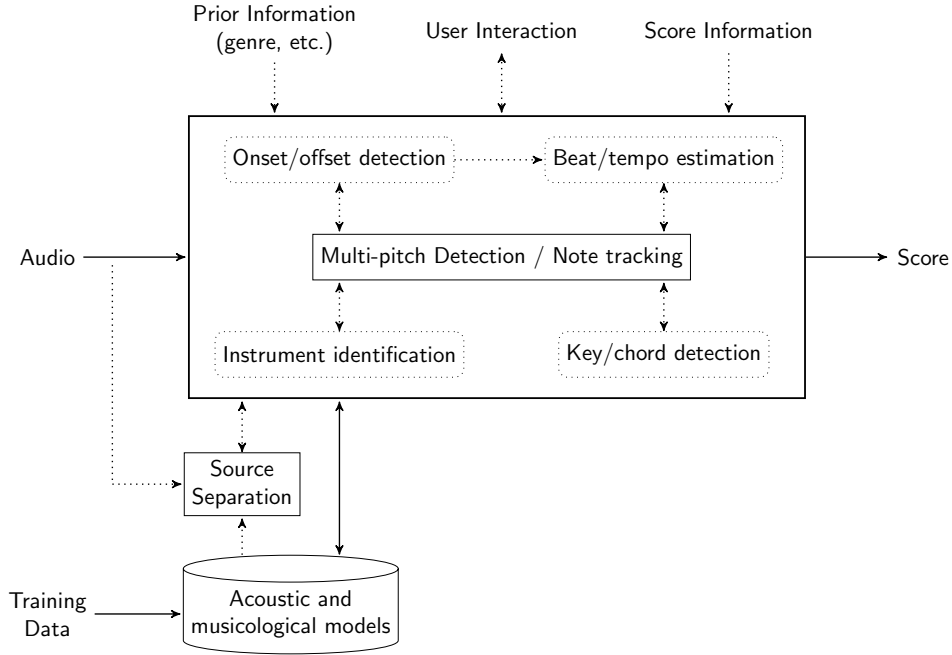 Prior Information
(genre, etc.)
User Interaction
Score Information
Onset/offset detection
Beat/tempo estimation
Audio
Multi-pitch Detection / Note tracking
Score
Instrument identification
Key/chord detection
Source
Separation
Training
Data
Acoustic and
musicological models